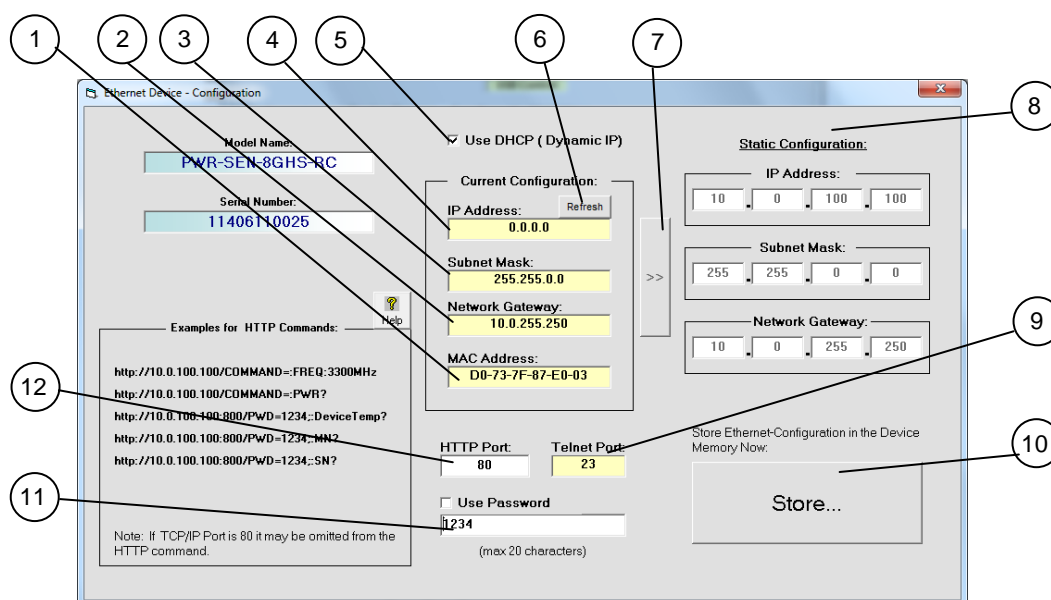 1
2
3
4
5
6
7
8
Ethernet Device - Configuration
Model Name:
PWR-SEN-8GHS-RC
Serial Number:
11406110025
Use DHCP ( Dynamic IP)
Current Configuration:
IP Address:
Refresh
0.0.0.0
Subnet Mask:
255.255.0.0
Network Gateway:
10.0.255.250
MAC Address:
D0-73-7F-87-E0-03
>>
Static Configuration:
IP Address:
10 . 0 . 100 . 100
Subnet Mask:
255 . 255 . 0 . 0
Network Gateway:
10 . 0 . 255 . 250
9
? Help
Examples for HTTP Commands:
http://10.0.100.100/COMMAND=:FREQ:3300MHz
http://10.0.100.100/COMMAND=:PWR?
http://10.0.100.100:800/PWD=1234;:DeviceTemp?
http://10.0.100.100:800/PWD=1234;:MN?
http://10.0.100.100:800/PWD=1234;:SN?
Note: If TCP/IP Port is 80 it may be omitted from the
HTTP command.
12
11
HTTP Port:
80
Telnet Port:
23
Use Password
1234
(max 20 characters)
Store Ethernet-Configuration in the Device
Memory Now:
Store...
10